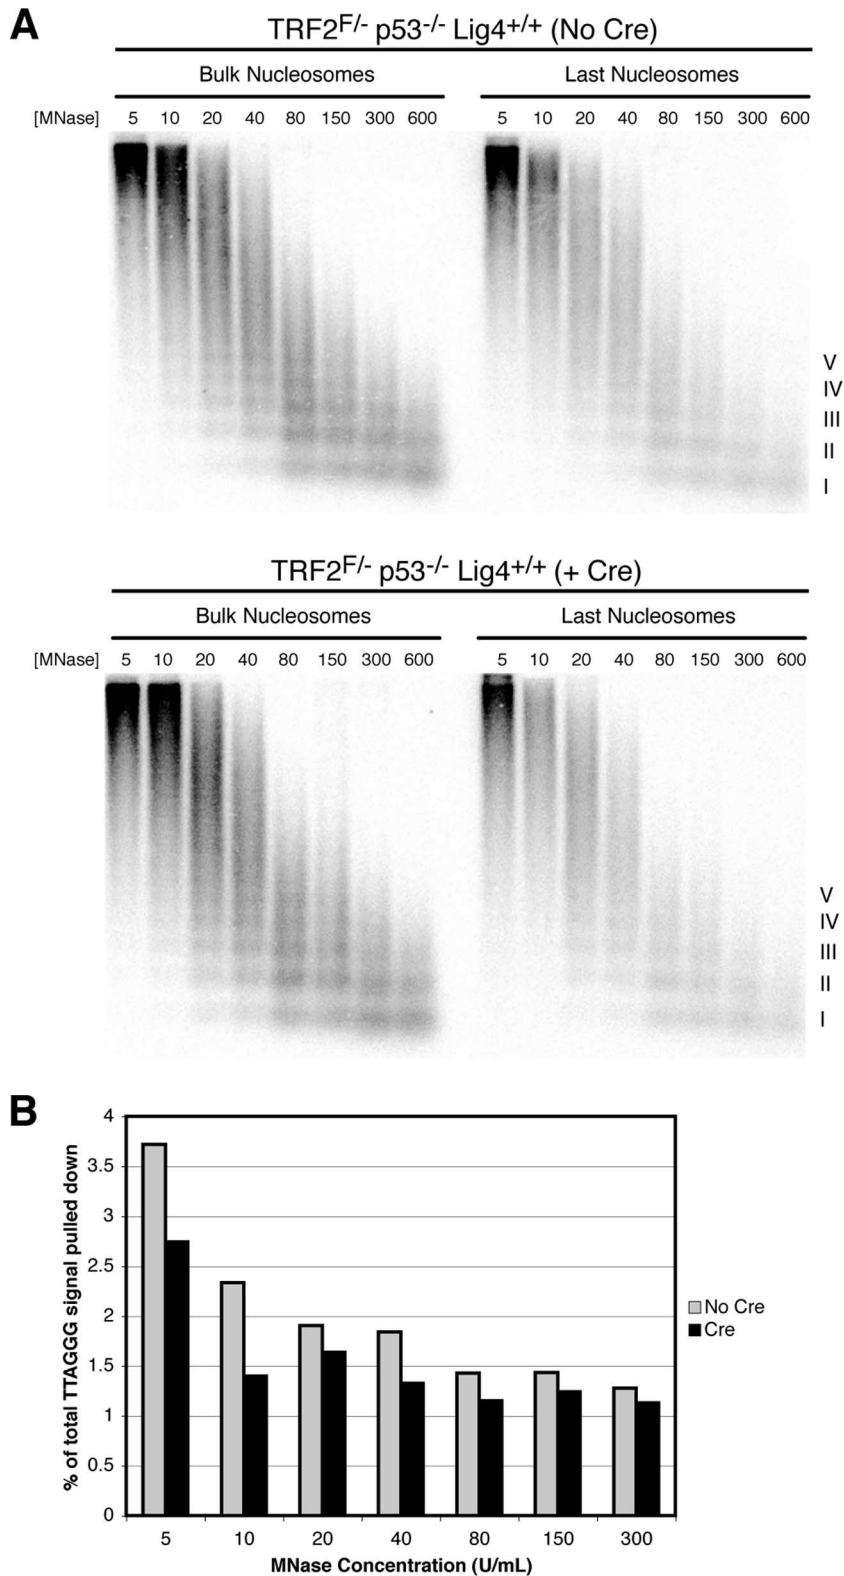 A
TRF2F/- p53-/- Lig4+/+ (No Cre)
Bulk Nucleosomes Last Nucleosomes
[MNase] 5 10 20 40 80 150 300 600 5 10 20 40 80 150 300 600
V
IV
III
II
I
TRF2F/- p53-/- Lig4+/+ (+ Cre)
Bulk Nucleosomes Last Nucleosomes
[MNase] 5 10 20 40 80 150 300 600 5 10 20 40 80 150 300 600
V
IV
III
II
I
B
% of total TTAGGG signal pulled down
4
3.5
3
2.5
2
1.5
1
0.5
0
No Cre
Cre
5 10 20 40 80 150 300
MNase Concentration (U/mL)